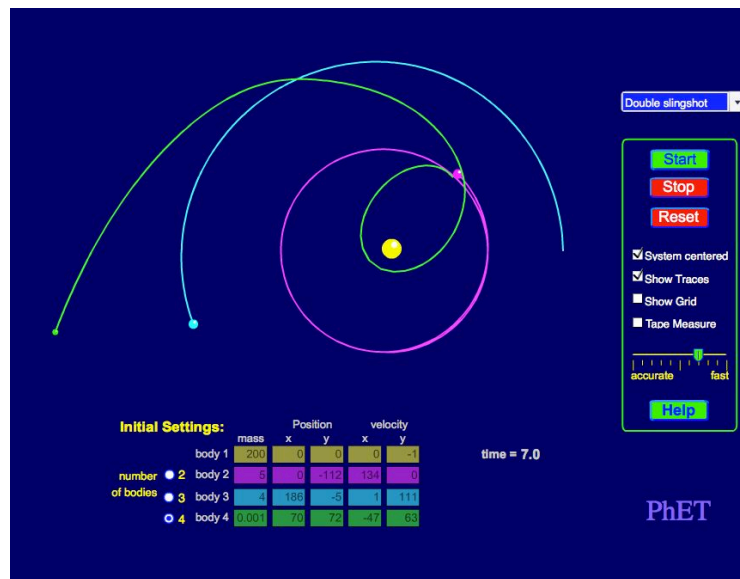 Double slingshot
Start
Stop
Reset
System centered
Show Traces
Show Grid
Tape Measure
accurate fast
Help
Initial Settings: Position velocity
mass x y x y
body 1 200 0 0 0 -1
number 2 body 2 5 0 -112 134 0
of bodies 3 body 3 4 186 -5 1 111
4 body 4 0.001 70 72 -47 63
time = 7.0
PhET